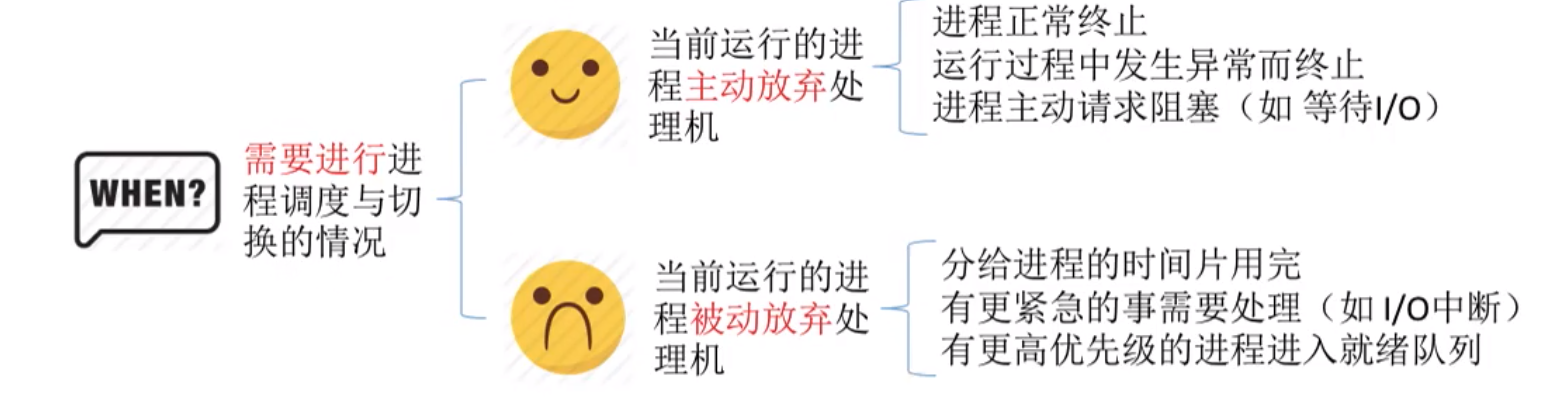 WHEN?
需要进行进
程调度与切
换的情况
当前运行的进
程主动放弃处
理机
进程正常终止
运行过程中发生异常而终止
进程主动请求阻塞（如 等待I/O）
当前运行的进
程被动放弃处
理机
分给进程的时间片用完
有更紧急的事需要处理（如 I/O中断）
有更高优先级的进程进入就绪队列